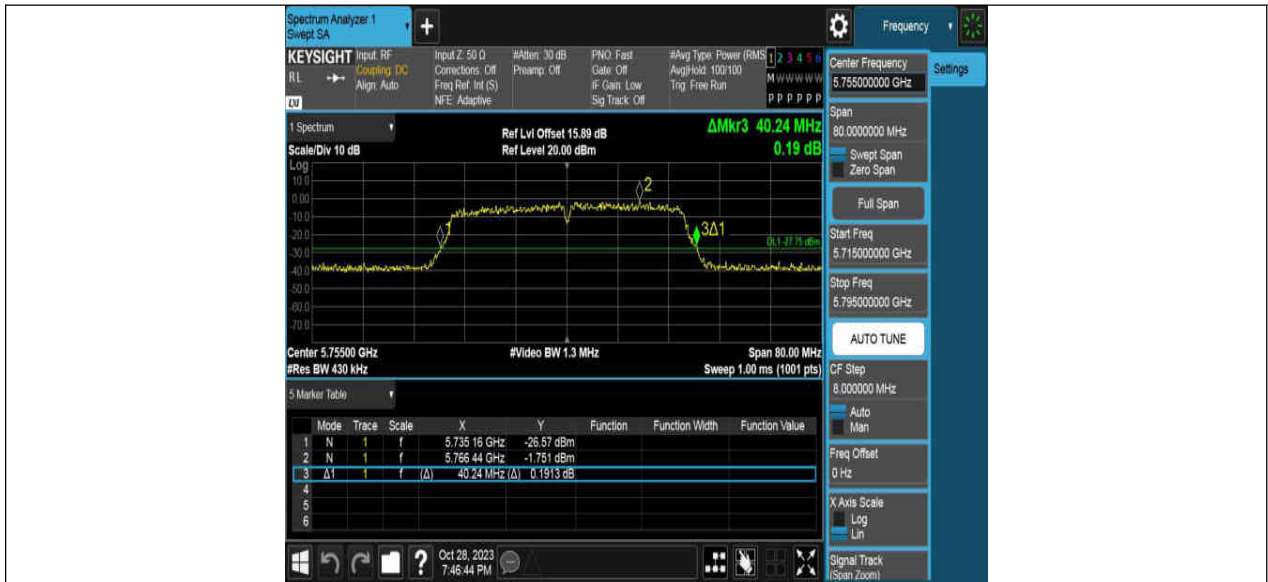 Spectrum Analyzer 1
Swept SA
+
Frequency
KEYSIGHT
RL
LVI
Input: RF
Coupling: DC
Align: Auto
Input Z: 50 Ω
Corrections: Off
Freq Ref: Int (S)
NFE: Adaptive
#Atten: 30 dB
Preamp: Off
PNO: Fast
Gate: Off
IF Gain: Low
Sig Track: Off
#Avg Type: Power (RMS
Avg|Hold: 100/100
Trig: Free Run
1 2 3 4 5 6
M W W W W W
P P P P P P
Center Frequency
5.755000000 GHz
Settings
Span
80.0000000 MHz
Swept Span
Zero Span
Full Span
Start Freq
5.715000000 GHz
Stop Freq
5.795000000 GHz
AUTO TUNE
CF Step
8.000000 MHz
Auto
Man
Freq Offset
0 Hz
X Axis Scale
Log
Lin
Signal Track
(Span Zoom)
1 Spectrum
Scale/Div 10 dB
Ref Lvl Offset 15.89 dB
Ref Level 20.00 dBm
ΔMkr3 40.24 MHz
0.19 dB
Log
10.0
0.00
-10.0
-20.0
-30.0
-40.0
-50.0
-60.0
-70.0
1
2
3Δ1
DL1 -27.75 dBm
Center 5.75500 GHz
#Video BW 1.3 MHz
Span 80.00 MHz
#Res BW 430 kHz
Sweep 1.00 ms (1001 pts)
5 Marker Table
Mode Trace Scale X Y Function Function Width Function Value
1 N 1 f 5.735 16 GHz -26.57 dBm
2 N 1 f 5.766 44 GHz -1.751 dBm
3 Δ1 1 f (Δ) 40.24 MHz (Δ) 0.1913 dB
4
5
6
?
Oct 28, 2023
7:46:44 PM